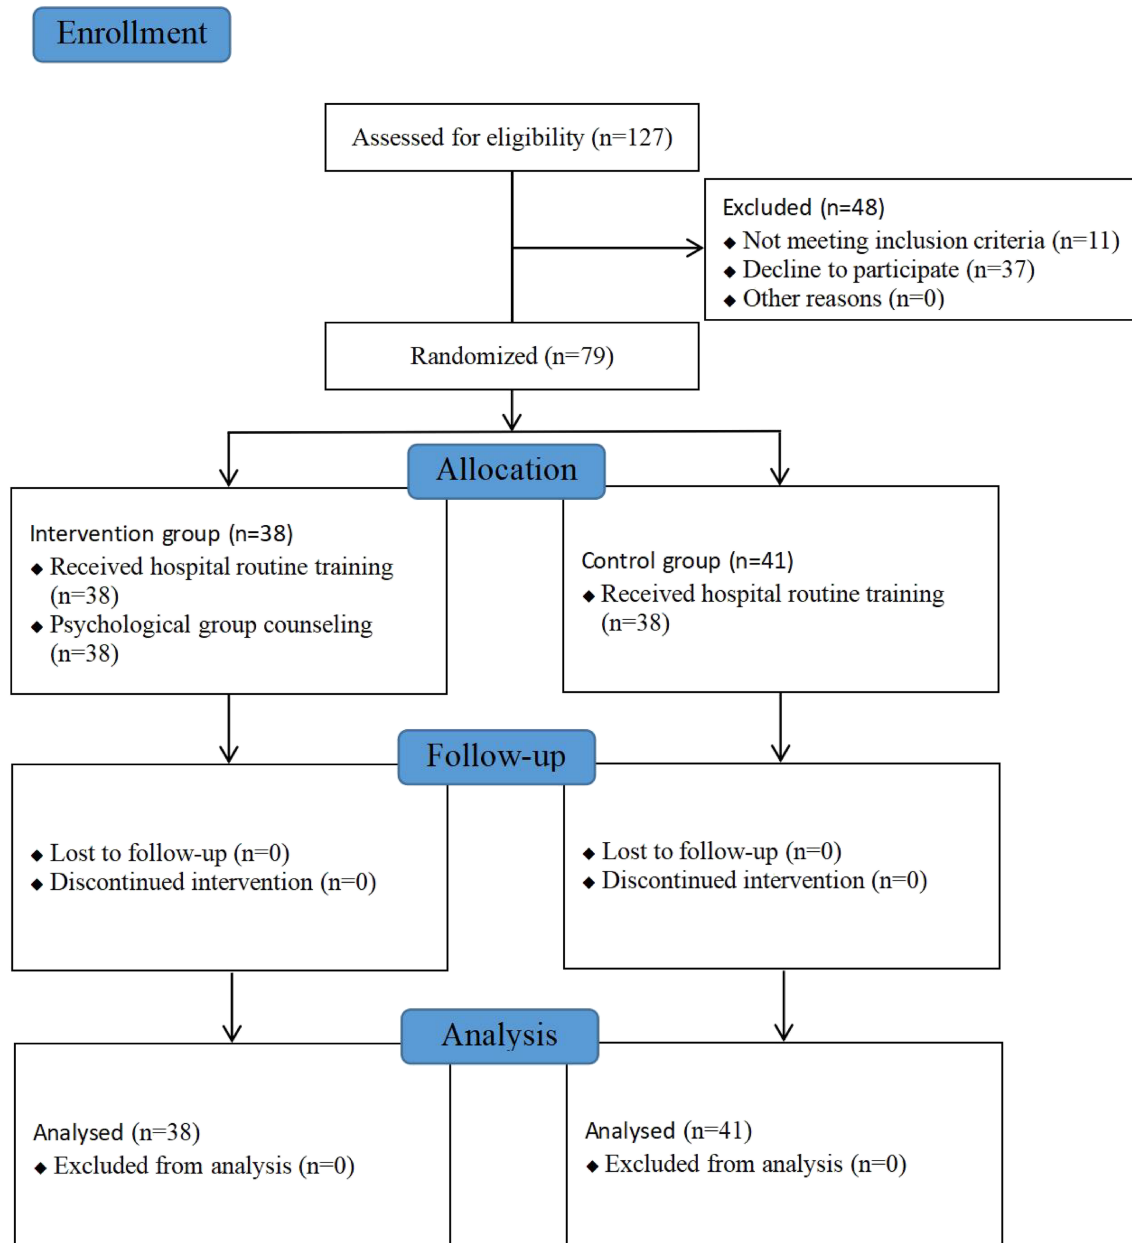 Enrollment
Assessed for eligibility (n=127)
Excluded (n=48)
◆ Not meeting inclusion criteria (n=11)
◆ Decline to participate (n=37)
◆ Other reasons (n=0)
Randomized (n=79)
Allocation
Intervention group (n=38)
◆ Received hospital routine training
(n=38)
◆ Psychological group counseling
(n=38)
Control group (n=41)
◆ Received hospital routine training
(n=38)
Follow-up
◆ Lost to follow-up (n=0)
◆ Discontinued intervention (n=0)
◆ Lost to follow-up (n=0)
◆ Discontinued intervention (n=0)
Analysis
Analysed (n=38)
◆ Excluded from analysis (n=0)
Analysed (n=41)
◆ Excluded from analysis (n=0)